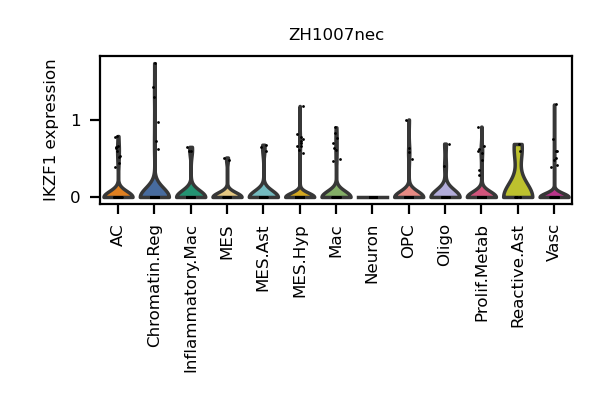 ZH1007nec
IKZF1 expression
1
0
AC
Chromatin.Reg
Inflammatory.Mac
MES
MES.Ast
MES.Hyp
Mac
Neuron
OPC
Oligo
Prolif.Metab
Reactive.Ast
Vasc